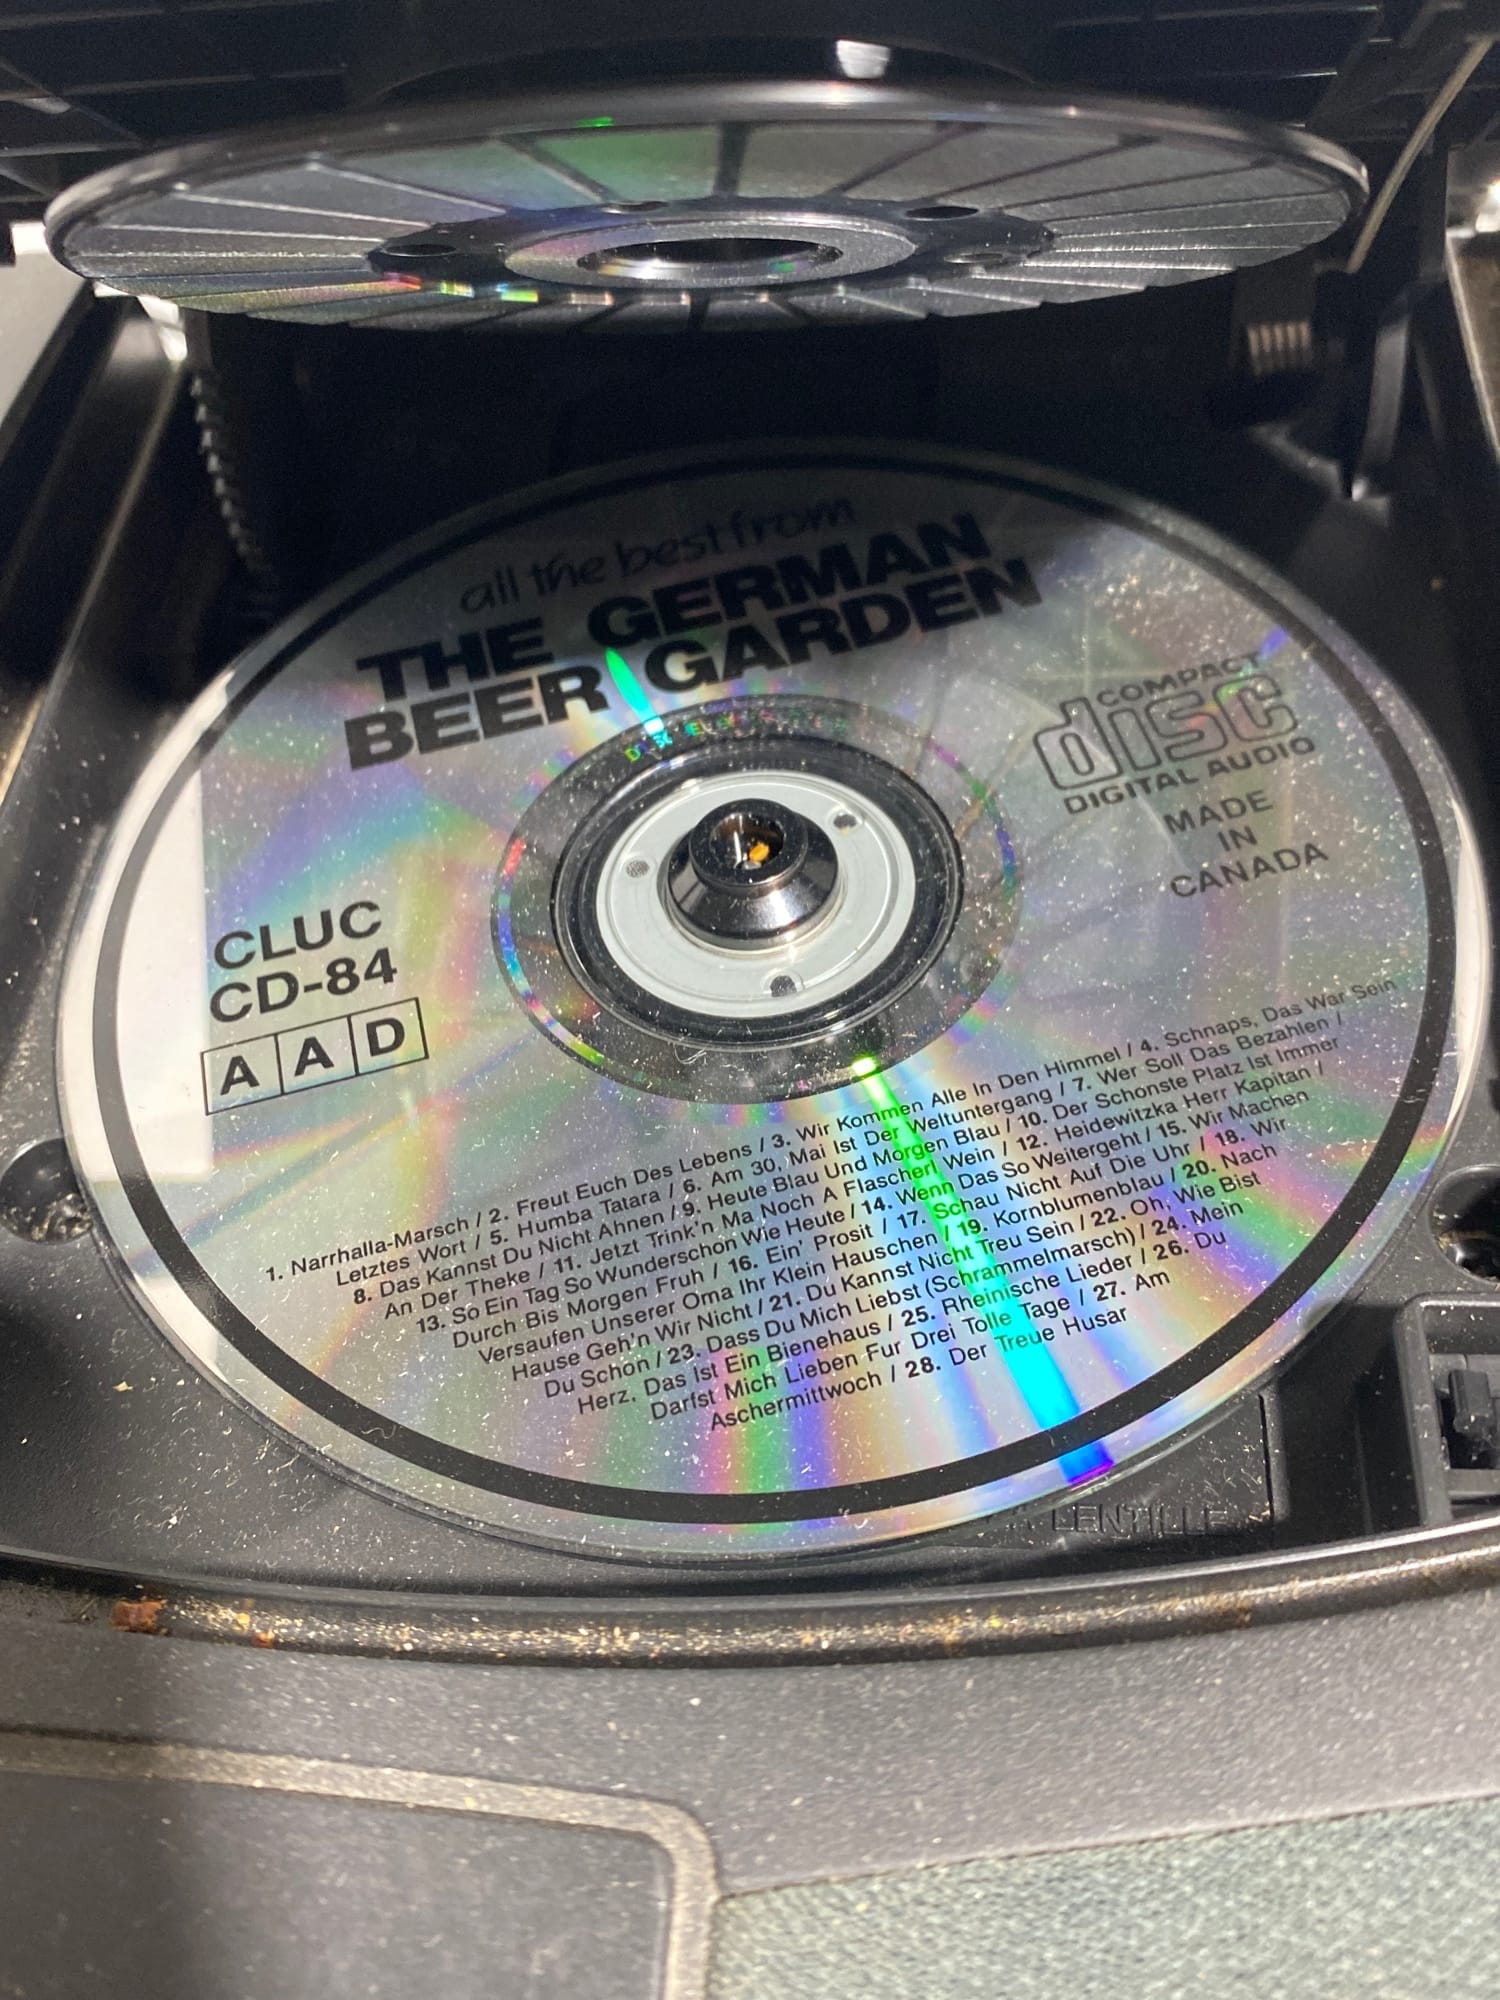 all the best from
THE GERMAN
BEER GARDEN
COMPACT
disc
DIGITAL AUDIO
MADE
IN
CANADA
CLUC
CD-84
A A D
1. Narrhalla-Marsch / 2. Freut Euch Des Lebens / 3. Wir Kommen Alle In Den Himmel / 4. Schnaps, Das War Sein
Letztes Wort / 5. Humba Tatara / 6. Am 30. Mai Ist Der Weltuntergang / 7. Wer Soll Das Bezahlen /
8. Das Kannst Du Nicht Ahnen / 9. Heute Blau Und Morgen Blau / 10. Der Schonste Platz Ist Immer
An Der Theke / 11. Jetzt Trink'n Ma Noch A Flascherl Wein / 12. Heidewitzka Herr Kapitan /
13. So Ein Tag So Wunderschon Wie Heute / 14. Wenn Das So Weitergeht / 15. Wir Machen
Durch Bis Morgen Fruh / 16. Ein' Prosit / 17. Schau Nicht Auf Die Uhr / 18. Wir
Versaufen Unserer Oma Ihr Klein Hauschen / 19. Kornblumenblau / 20. Nach
Hause Geh'n Wir Nicht / 21. Du Kannst Nicht Treu Sein / 22. Oh, Wie Bist
Du Schon / 23. Dass Du Mich Liebst (Schrammelmarsch) / 24. Mein
Herz, Das Ist Ein Bienehaus / 25. Rheinische Lieder / 26. Du
Darfst Mich Lieben Fur Drei Tolle Tage / 27. Am
Aschermittwoch / 28. Der Treue Husar
LENTILLE